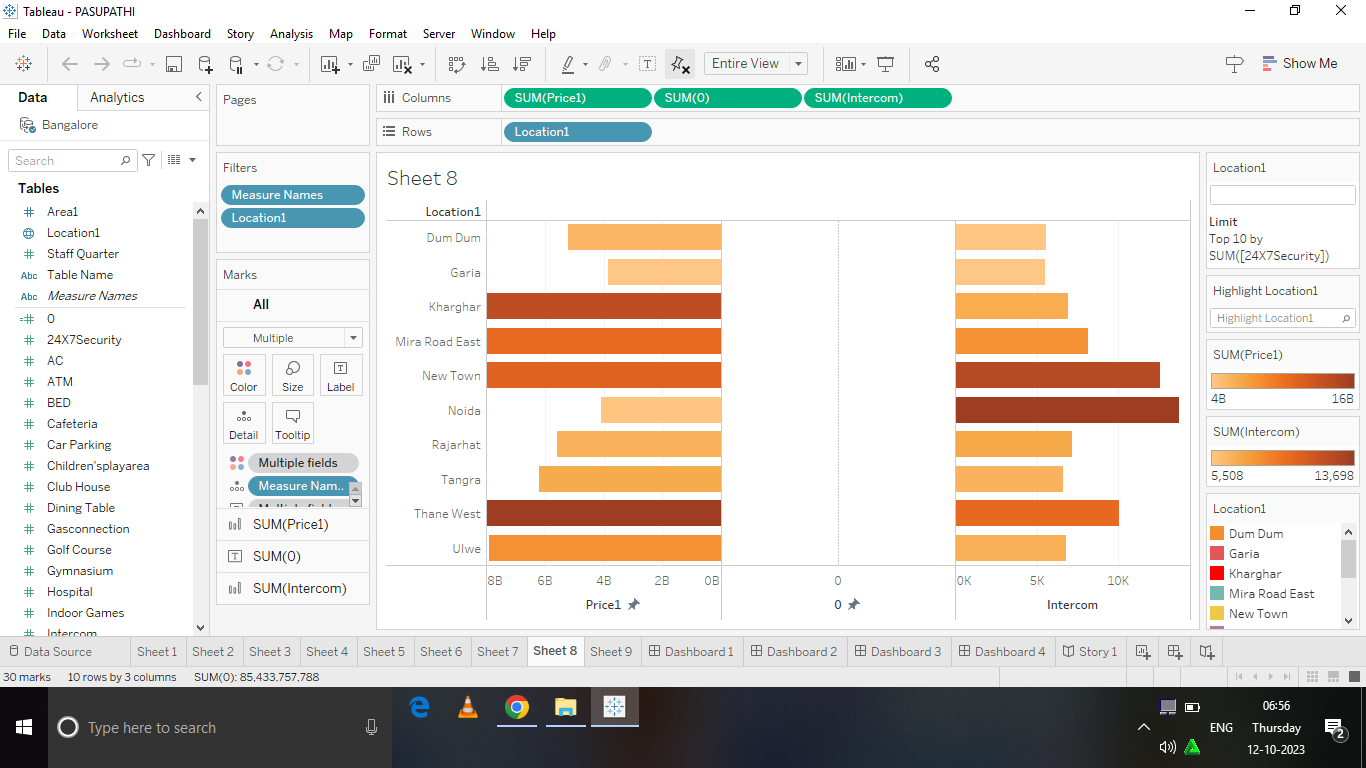 Tableau - PASUPATHI
File Data Worksheet Dashboard Story Analysis Map Format Server Window Help
Entire View
Show Me
Data Analytics
Bangalore
Search
Tables
Area1
Location1
Staff Quarter
Abc Table Name
Abc Measure Names
0
24X7Security
AC
ATM
BED
Cafeteria
Car Parking
Children'splayarea
Club House
Dining Table
Gasconnection
Golf Course
Gymnasium
Hospital
Indoor Games
Intercom
Pages
Filters
Measure Names
Location1
Marks
All
Multiple
Color Size Label
Detail Tooltip
Multiple fields
Measure Nam..
SUM(Price1)
SUM(0)
SUM(Intercom)
Columns SUM(Price1) SUM(0) SUM(Intercom)
Rows Location1
Sheet 8
Location1
Dum Dum
Garia
Kharghar
Mira Road East
New Town
Noida
Rajarhat
Tangra
Thane West
Ulwe
8B 6B 4B 2B 0B 0 0K 5K 10K
Price1 0 Intercom
Location1
Limit
Top 10 by
SUM([24X7Security])
Highlight Location1
Highlight Location1
SUM(Price1)
4B 16B
SUM(Intercom)
5,508 13,698
Location1
Dum Dum
Garia
Kharghar
Mira Road East
New Town
Data Source Sheet 1 Sheet 2 Sheet 3 Sheet 4 Sheet 5 Sheet 6 Sheet 7 Sheet 8 Sheet 9 Dashboard 1 Dashboard 2 Dashboard 3 Dashboard 4 Story 1
30 marks 10 rows by 3 columns SUM(0): 85,433,757,788
Type here to search
ENG
06:56
Thursday
12-10-2023
2